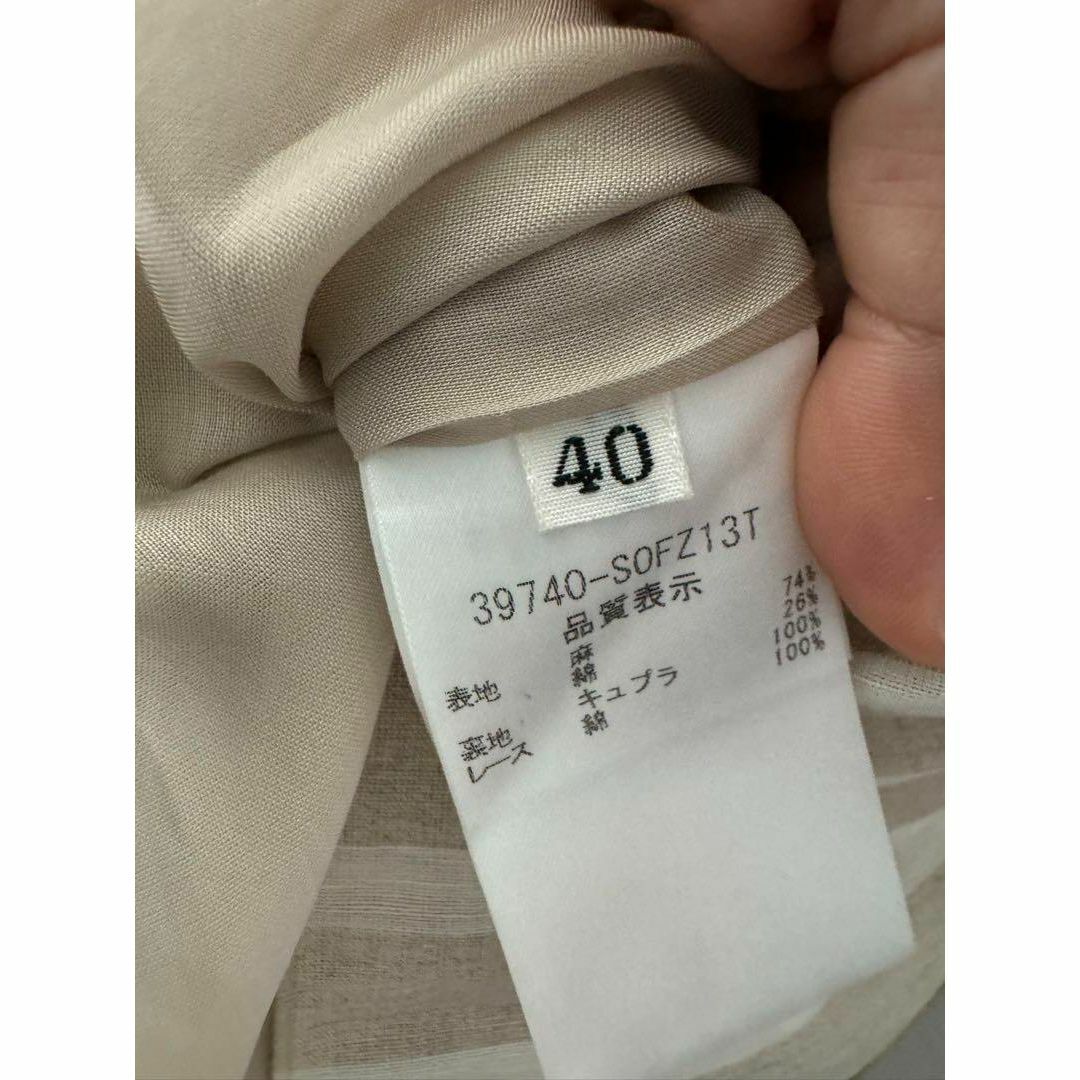 40
39740-S0FZ13T
品質表示
表地 麻 74%
綿 26%
裏地 キュプラ 100%
レース 綿 100%